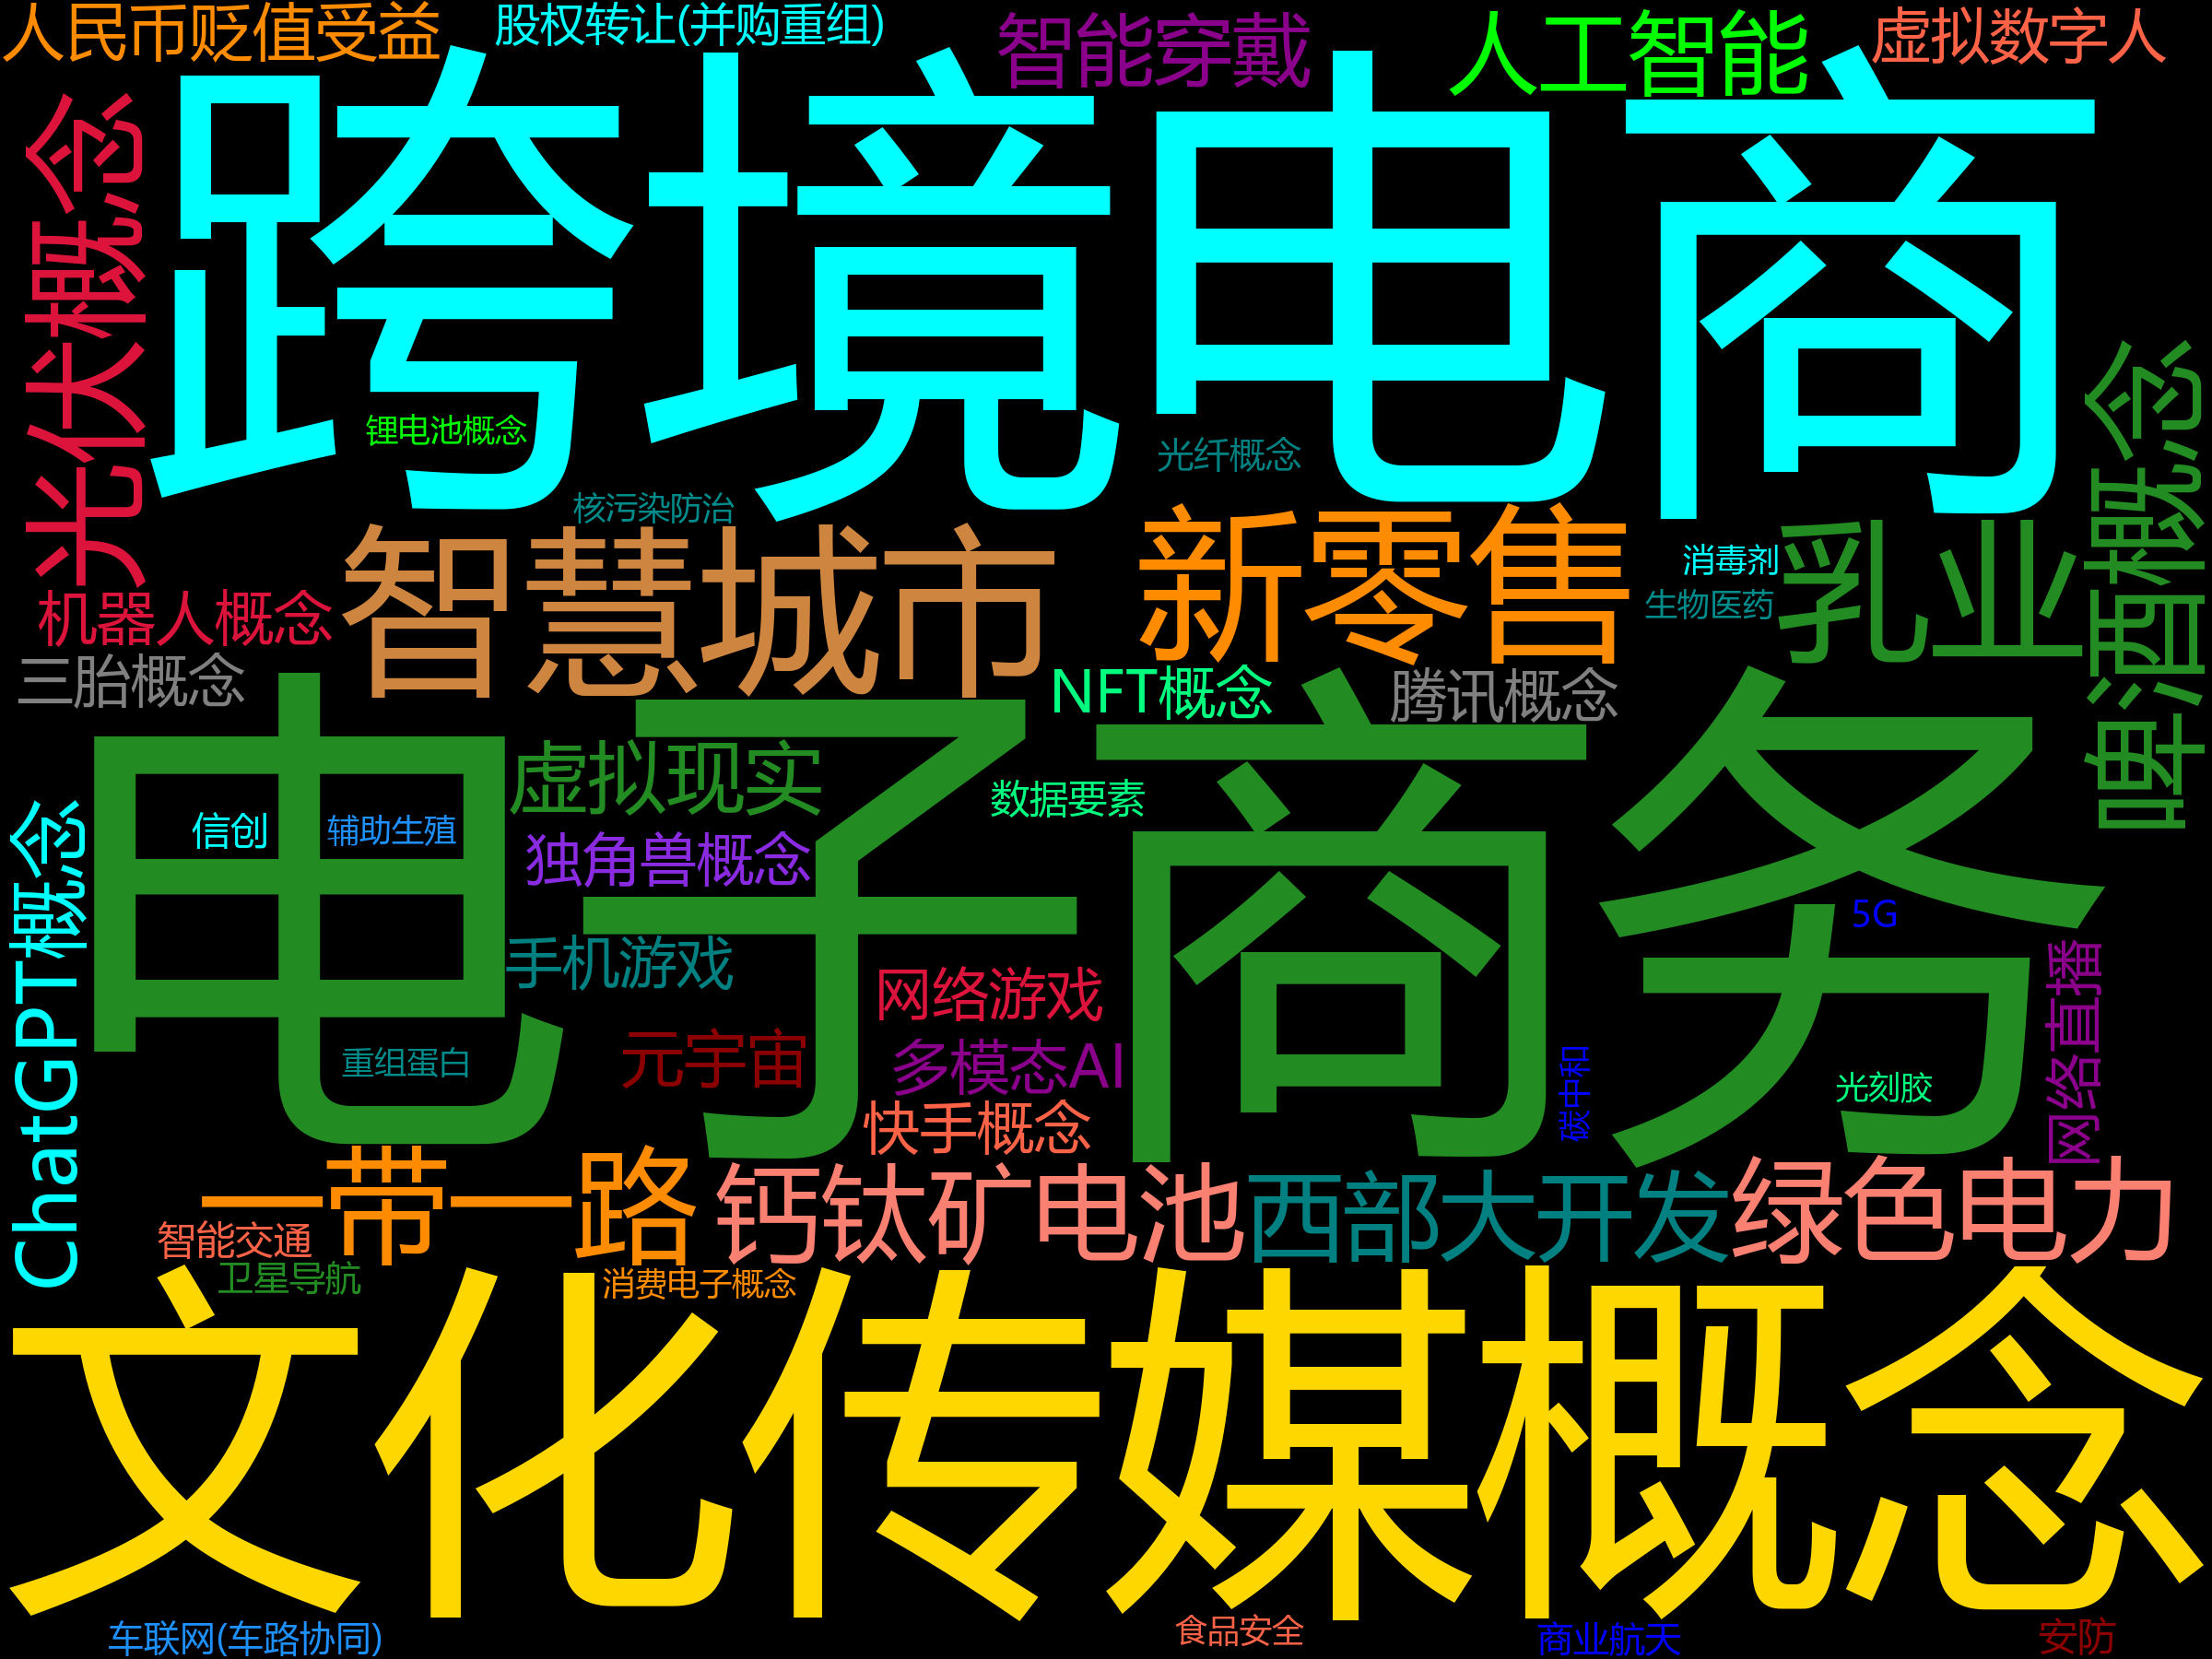 人民币贬值受益
股权转让(并购重组)
智能穿戴
人工智能
虚拟数字人
跨境电商
光伏概念
锂电池概念
光纤概念
核污染防治
智慧城市
新零售
消毒剂
生物医药
乳业
啤酒概念
机器人概念
三胎概念
NFT概念
腾讯概念
电子商务
虚拟现实
数据要素
信创
辅助生殖
独角兽概念
5G
手机游戏
网络游戏
网络直播
元宇宙
多模态AI
重组蛋白
碳中和
光刻胶
快手概念
ChatGPT概念
一带一路
钙钛矿电池
西部大开发
绿色电力
智能交通
卫星导航
消费电子概念
文化传媒概念
车联网(车路协同)
食品安全
商业航天
安防